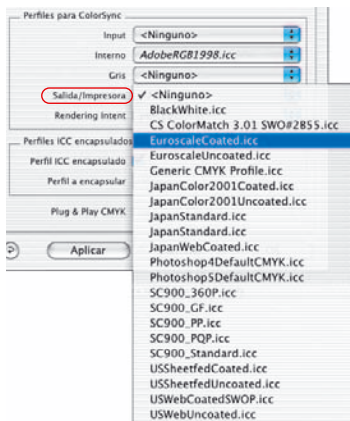 Perfiles para ColorSync
Input <Ninguno>
Interno AdobeRGB1998.icc
Gris <Ninguno>
Salida/Impresora ✓ <Ninguno>
BlackWhite.icc
Rendering Intent
CS ColorMatch 3.01 SWO#2855.icc
Perfiles ICC encapsulados
EuroscaleCoated.icc
EuroscaleUncoated.icc
Perfil ICC encapsulado
Generic CMYK Profile.icc
Perfil a encapsular
JapanColor2001Coated.icc
JapanColor2001Uncoated.icc
Plug & Play CMYK
JapanStandard.icc
JapanStandard.icc
Aplicar
JapanWebCoated.icc
Photoshop4DefaultCMYK.icc
Photoshop5DefaultCMYK.icc
SC900_360P.icc
SC900_GF.icc
SC900_PP.icc
SC900_PQP.icc
SC900_Standard.icc
USSheetfedCoated.icc
USSheetfedUncoated.icc
USWebCoatedSWOP.icc
USWebUncoated.icc